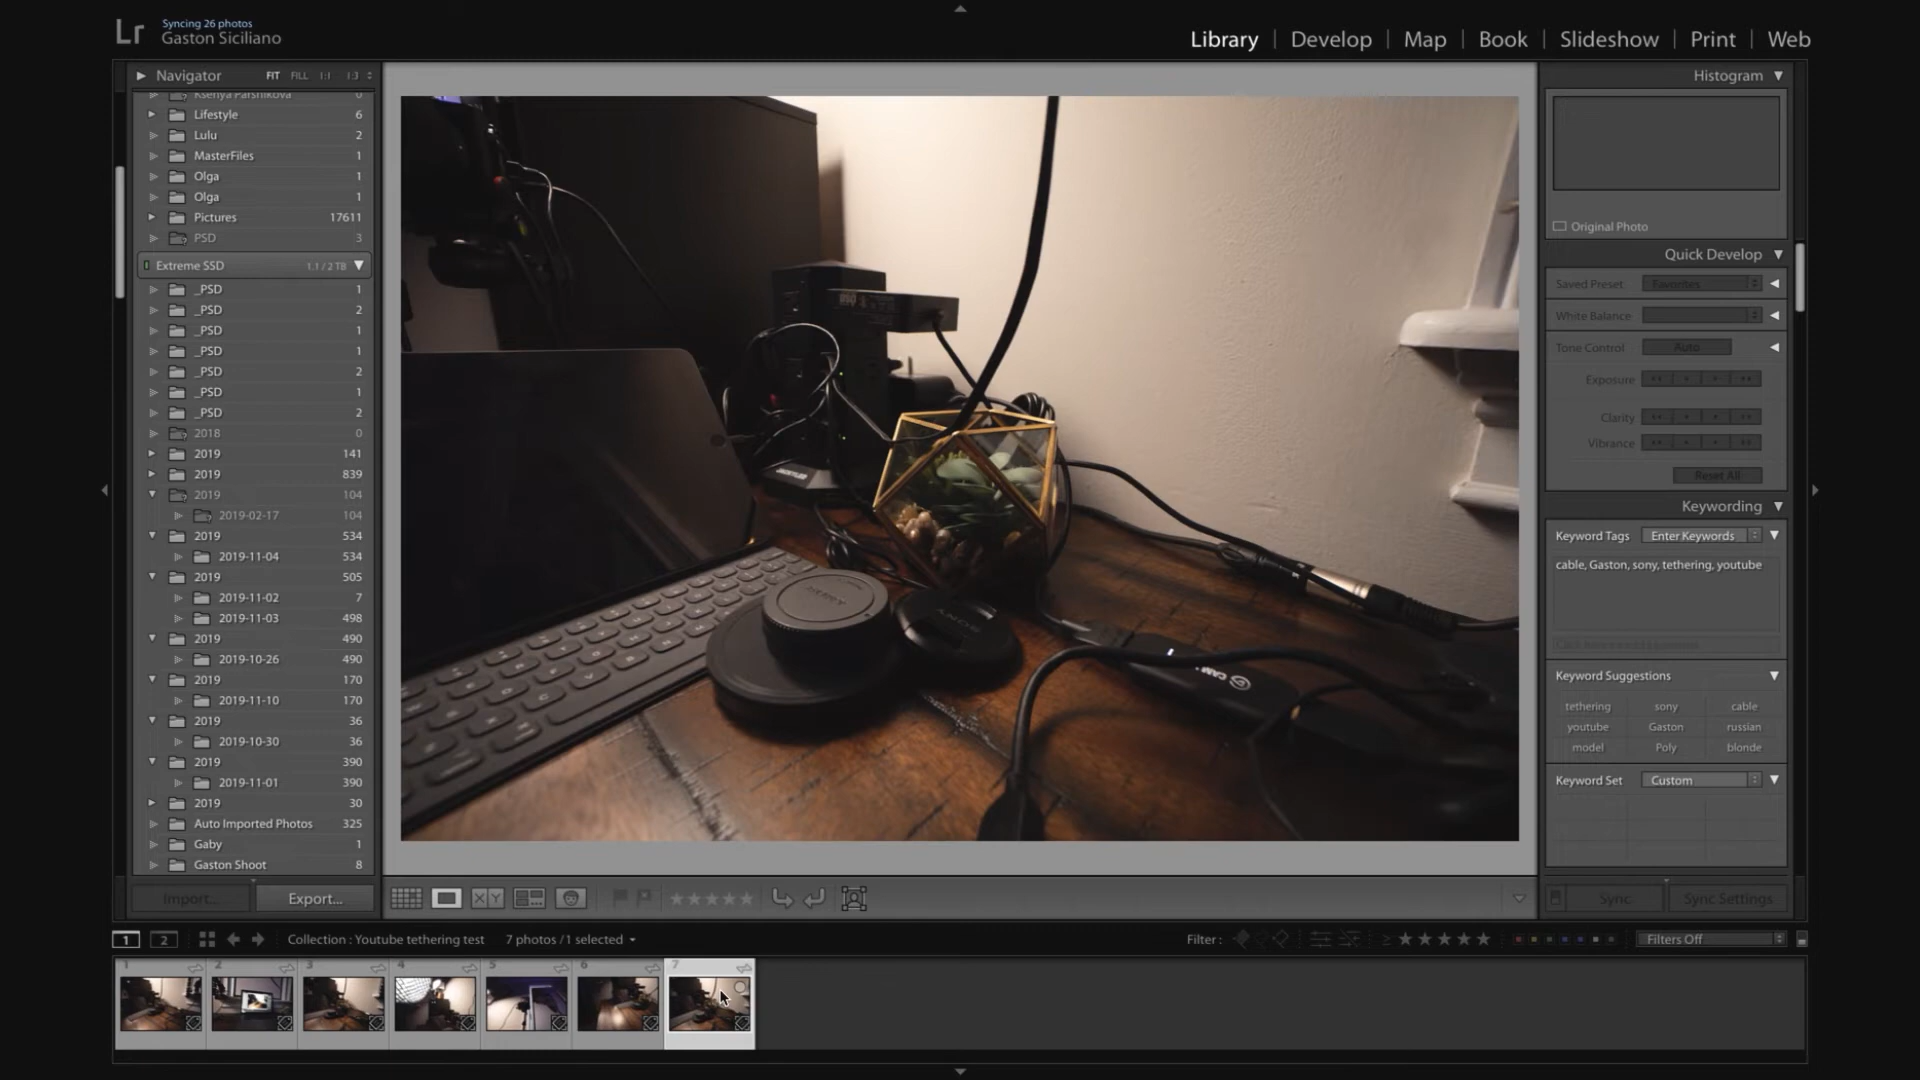 Lr
Syncing 26 photos
Gaston Siciliano
Library | Develop | Map | Book | Slideshow | Print | Web
Navigator FIT FILL 1:1 1:3
Ksenya Parshikova 0
Lifestyle 6
Lulu 2
MasterFiles 1
Olga 1
Olga 1
Pictures 17611
PSD 3
Extreme SSD 1.1 / 2 TB
_PSD 1
_PSD 2
_PSD 1
_PSD 1
_PSD 2
_PSD 1
_PSD 2
2018 0
2019 141
2019 839
2019 104
2019-02-17 104
2019 534
2019-11-04 534
2019 505
2019-11-02 7
2019-11-03 498
2019 490
2019-10-26 490
2019 170
2019-11-10 170
2019 36
2019-10-30 36
2019 390
2019-11-01 390
2019 30
Auto Imported Photos 325
Gaby 1
Gaston Shoot 8
Import...
Export...
SONY
CAM
Histogram
Original Photo
Quick Develop
Saved Preset Favorites
White Balance
Tone Control Auto
Exposure
Clarity
Vibrance
Reset All
Keywording
Keyword Tags Enter Keywords
cable, Gaston, sony, tethering, youtube
Keyword Suggestions
tethering sony cable
youtube Gaston russian
model Poly blonde
Keyword Set Custom
Sync
Sync Settings
X Y
1 2 Collection : Youtube tethering test 7 photos / 1 selected
Filter : Filters Off
1 2 3 4 5 6 7